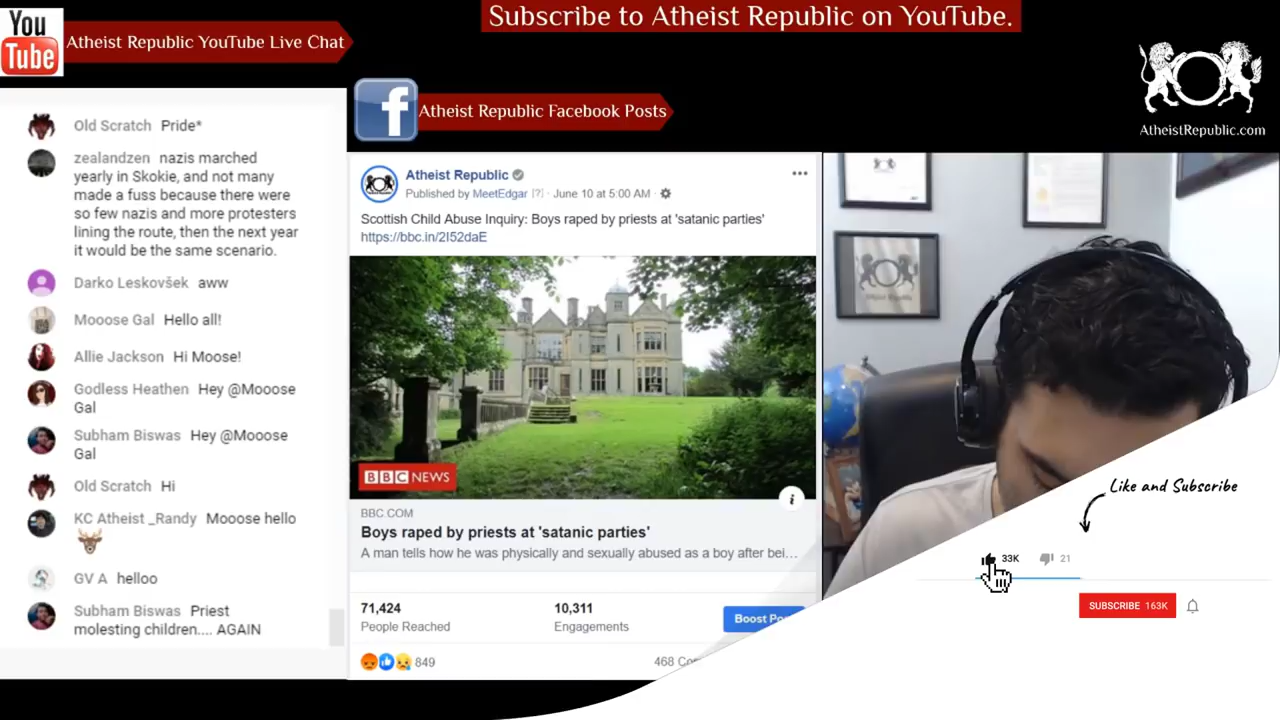 Subscribe to Atheist Republic on YouTube.
You
Tube
Atheist Republic YouTube Live Chat
AtheistRepublic.com
Atheist Republic Facebook Posts
Old Scratch Pride*
zealandzen nazis marched
yearly in Skokie, and not many
made a fuss because there were
so few nazis and more protesters
lining the route, then the next year
it would be the same scenario.
Darko Leskovšek aww
Mooose Gal Hello all!
Allie Jackson Hi Moose!
Godless Heathen Hey @Mooose
Gal
Subham Biswas Hey @Mooose
Gal
Old Scratch Hi
KC Atheist _Randy Mooose hello
GV A helloo
Subham Biswas Priest
molesting children.... AGAIN
Atheist Republic
Published by MeetEdgar [?] · June 10 at 5:00 AM ·
Scottish Child Abuse Inquiry: Boys raped by priests at 'satanic parties'
https://bbc.in/2I52daE
BBC NEWS
BBC.COM
Boys raped by priests at 'satanic parties'
A man tells how he was physically and sexually abused as a boy after bei...
71,424
People Reached
10,311
Engagements
Boost
849
468
Like and Subscribe
33K
21
SUBSCRIBE 163K